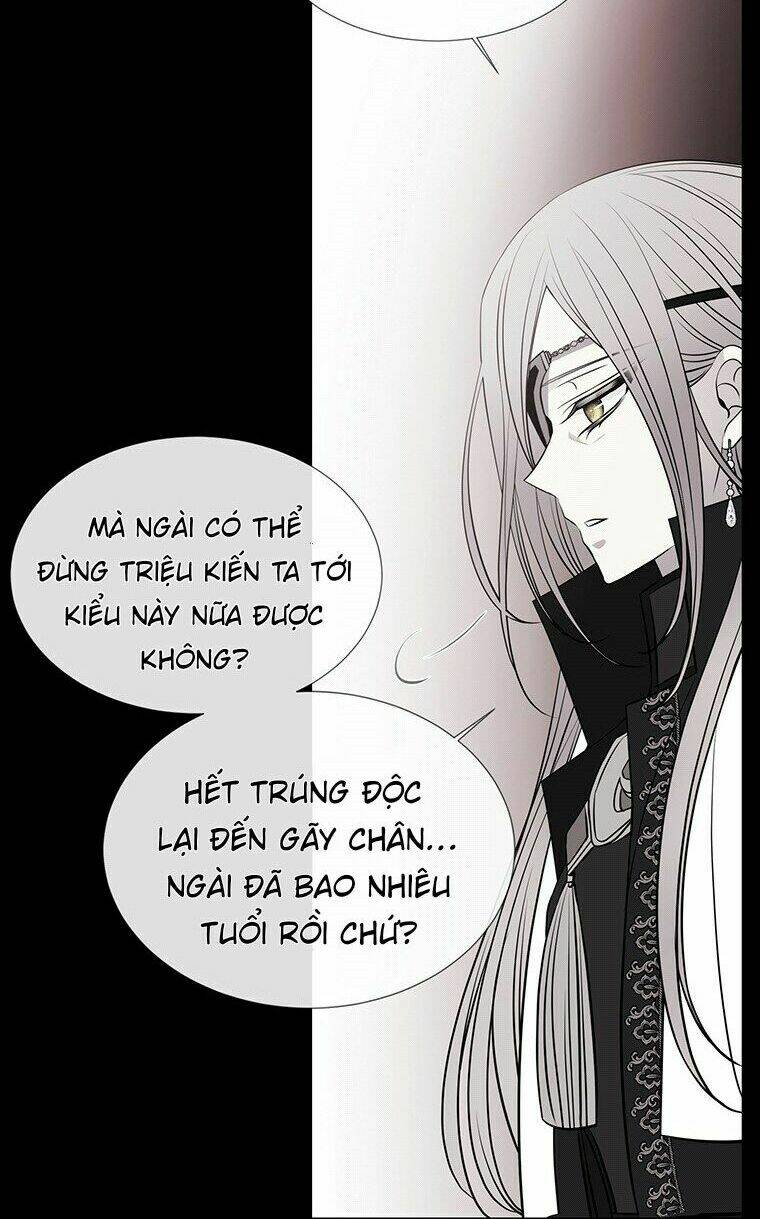 MÀ NGÀI CÓ THỂ
ĐỪNG TRIỆU KIẾN TA TỚI
KIỂU NÀY NỮA ĐƯỢC
KHÔNG?
HẾT TRÚNG ĐỘC
LẠI ĐẾN GÃY CHÂN...
NGÀI ĐÃ BAO NHIÊU
TUỔI RỒI CHỨ?